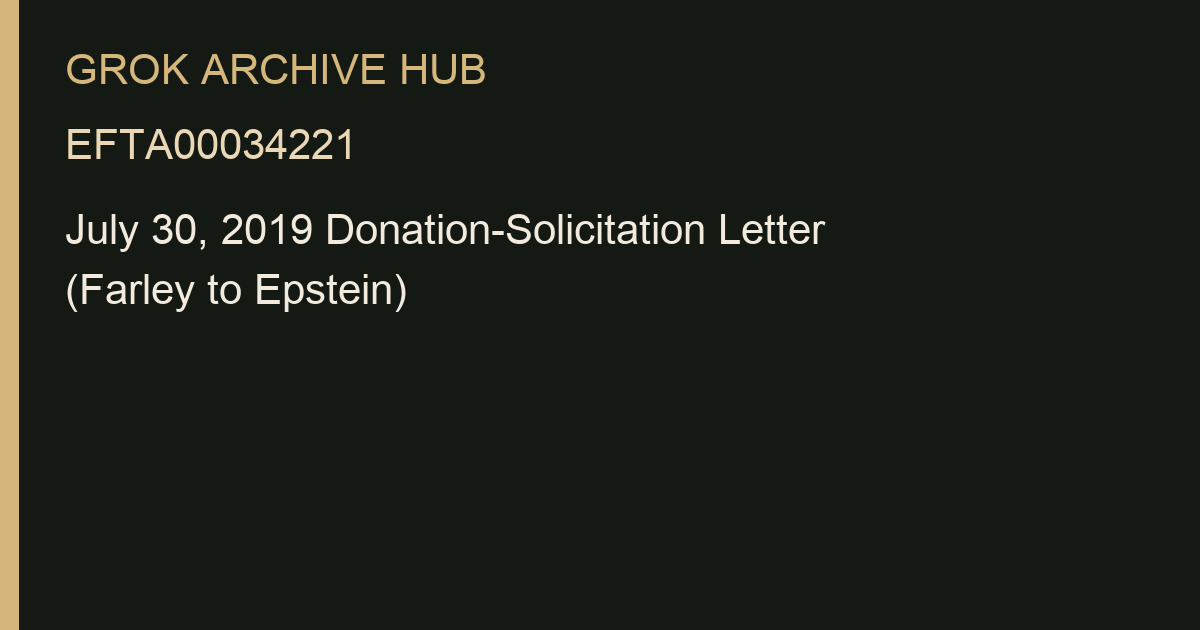 GROK ARCHIVE HUB
EFTA00034221
July 30, 2019 Donation-Solicitation Letter
(Farley to Epstein)